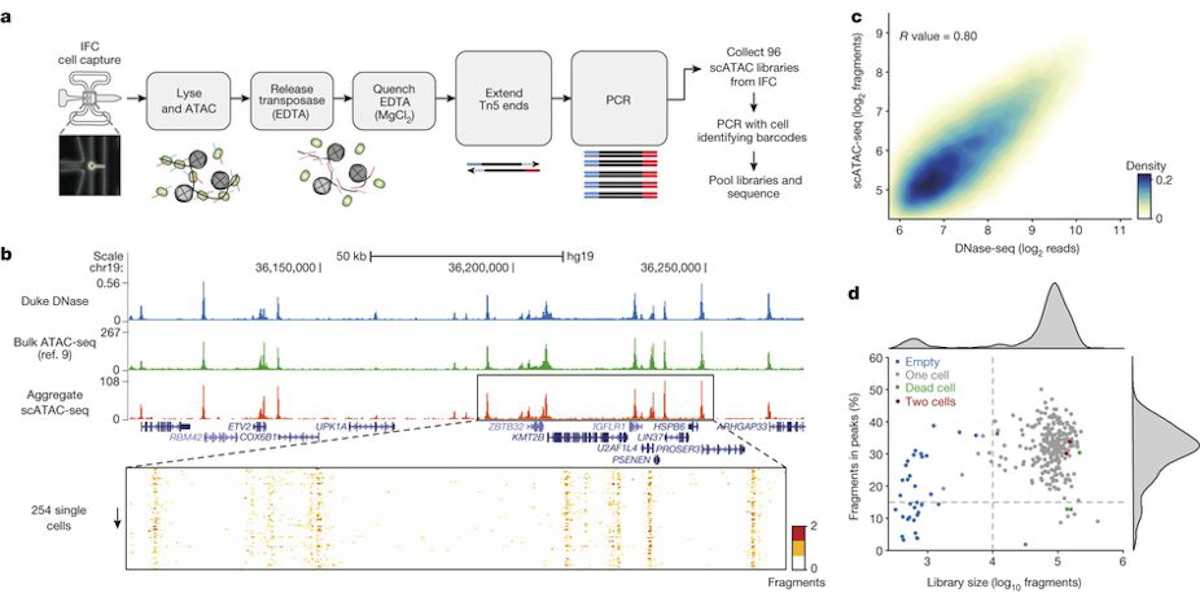 a
IFC
cell capture
Lyse
and ATAC
Release
transposase
(EDTA)
Quench
EDTA
(MgCl2)
Extend
Tn5 ends
PCR
Collect 96
scATAC libraries
from IFC
PCR with cell
identifying barcodes
Pool libraries and
sequence
b
Scale
chr19:
50 kb
hg19
36,150,000
36,200,000
36,250,000
Duke DNase
0.56
0
Bulk ATAC-seq
(ref. 9)
267
0
Aggregate
scATAC-seq
108
0
RBM42
ETV2
COX6B1
UPK1A
ZBTB32
KMT2B
IGFLR1
U2AF1L4
PSENEN
LIN37
HSPB6
PROSER3
ARHGAP33
254 single
cells
2
0
Fragments
c
R value = 0.80
scATAC-seq (log2 fragments)
9
8
7
6
5
6 7 8 9 10 11
DNase-seq (log2 reads)
Density
0.2
0
d
Fragments in peaks (%)
60
50
40
30
20
10
0
Empty
One cell
Dead cell
Two cells
3 4 5 6
Library size (log10 fragments)